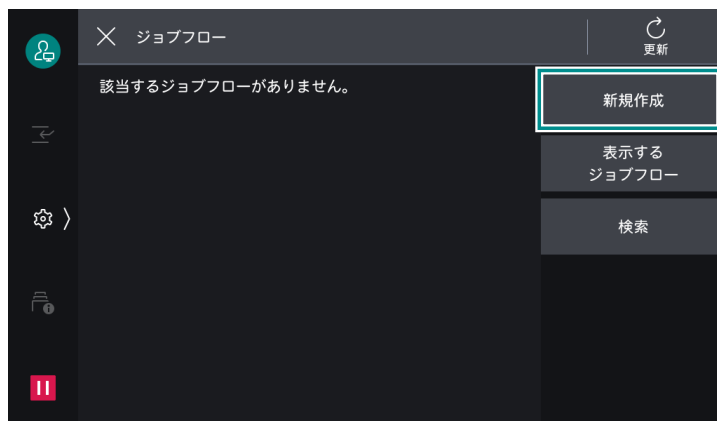 ジョブフロー
更新
該当するジョブフローがありません。
新規作成
表示する
ジョブフロー
検索